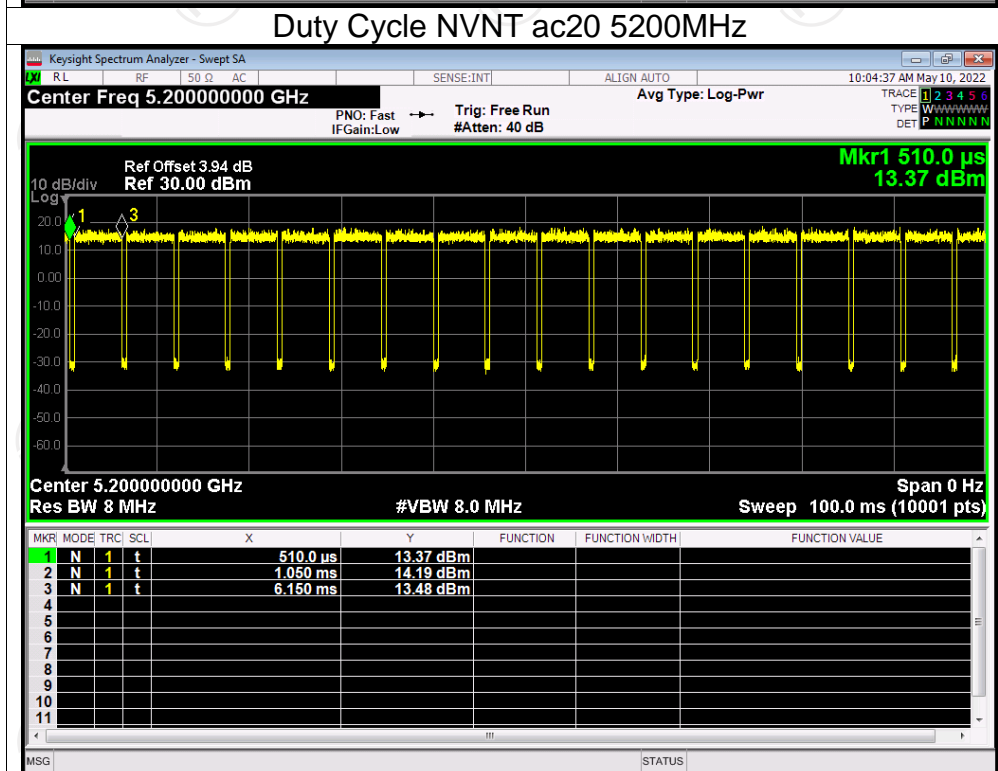 Duty Cycle NVNT ac20 5200MHz
Keysight Spectrum Analyzer - Swept SA
LXI RL RF 50 Ω AC SENSE:INT ALIGN AUTO 10:04:37 AM May 10, 2022
Center Freq 5.200000000 GHz Avg Type: Log-Pwr TRACE 1 2 3 4 5 6
PNO: Fast Trig: Free Run TYPE WWWWWW
IFGain:Low #Atten: 40 dB DET P N N N N N
Mkr1 510.0 µs
Ref Offset 3.94 dB
10 dB/div Ref 30.00 dBm 13.37 dBm
Log
1 3
20.0
10.0
0.00
-10.0
-20.0
-30.0
-40.0
-50.0
-60.0
Center 5.200000000 GHz Span 0 Hz
Res BW 8 MHz #VBW 8.0 MHz Sweep 100.0 ms (10001 pts)
MKR MODE TRC SCL X Y FUNCTION FUNCTION WIDTH FUNCTION VALUE
1 N 1 t 510.0 µs 13.37 dBm
2 N 1 t 1.050 ms 14.19 dBm
3 N 1 t 6.150 ms 13.48 dBm
4
5
6
7
8
9
10
11
MSG STATUS